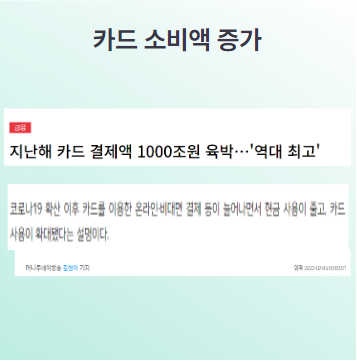 카드 소비액 증가
금융
지난해 카드 결제액 1000조원 육박…'역대 최고'
코로나19 확산 이후 카드를 이용한 온라인·비대면 결제 등이 늘어나면서 현금 사용이 줄고, 카드
사용이 확대됐다는 설명이다.
머니투데이방송 기자
입력